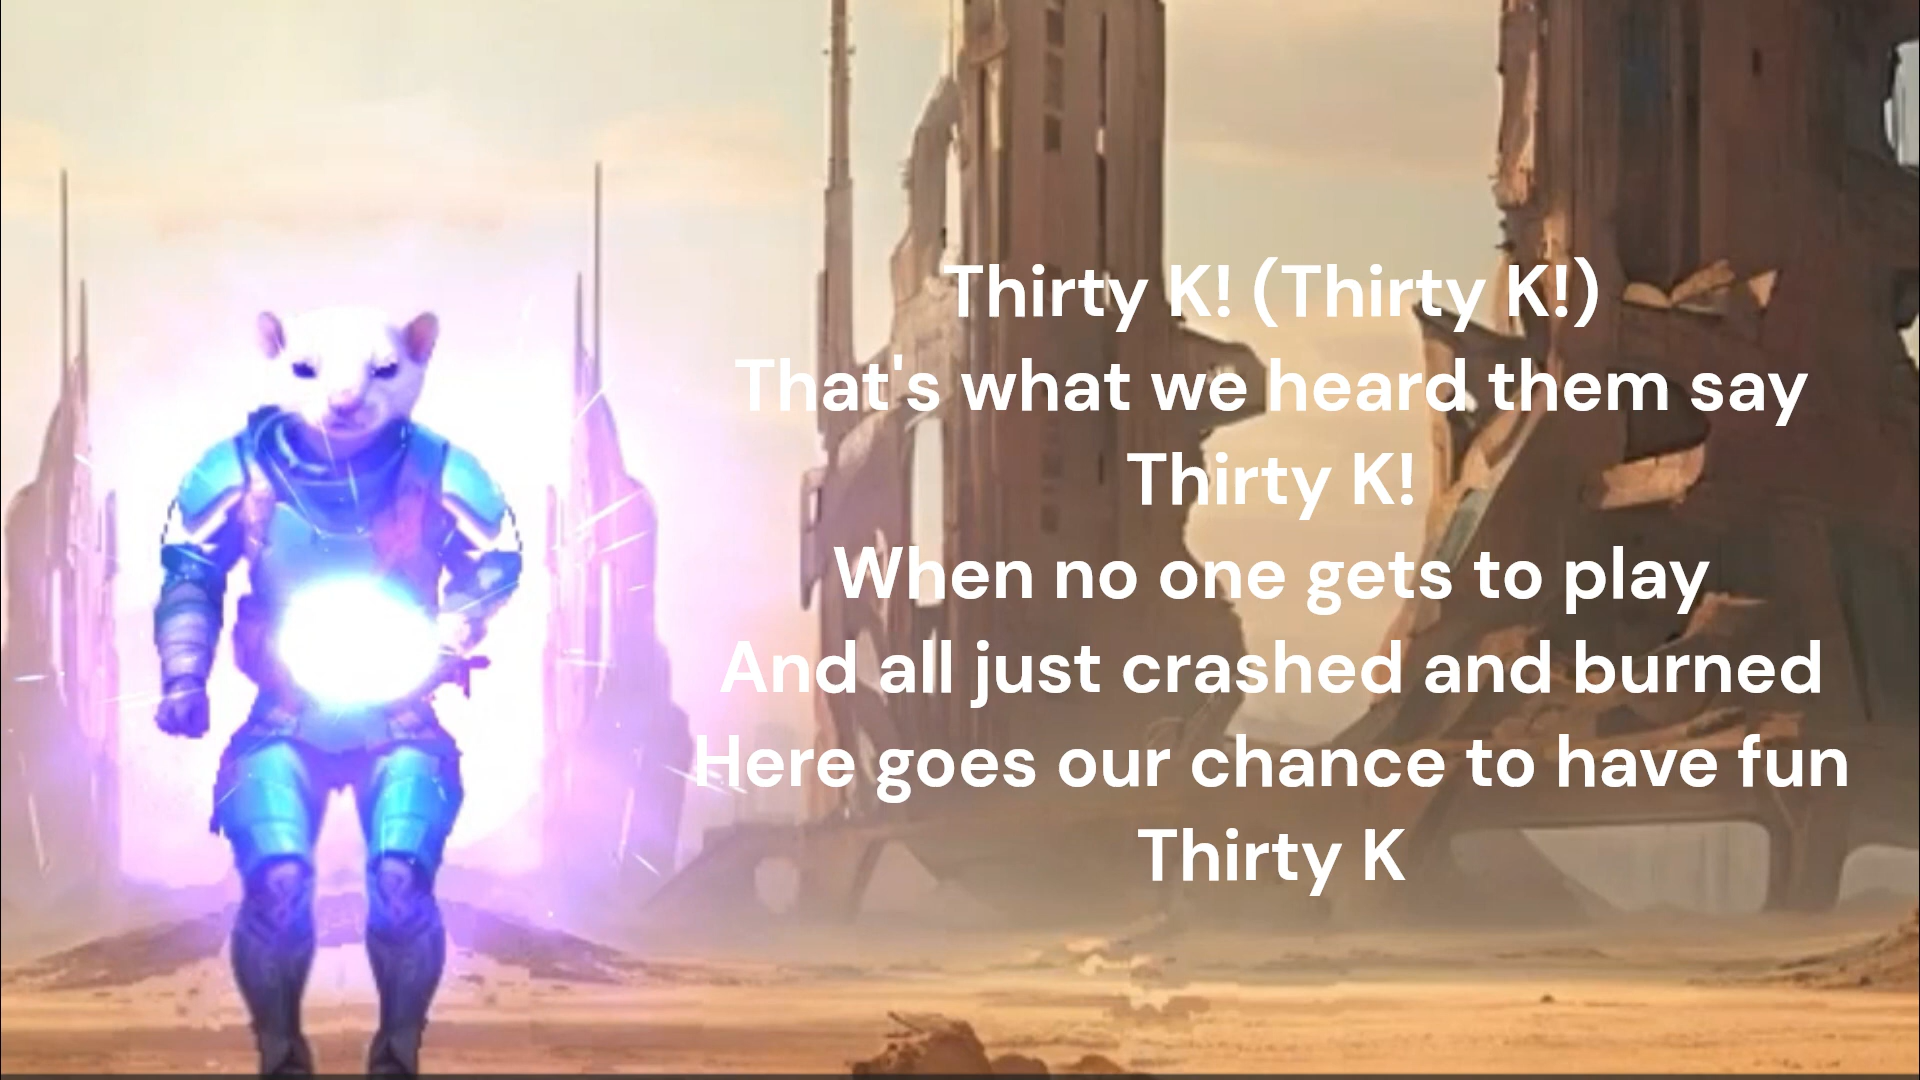 Thirty K! (Thirty K!)
That's what we heard them say
Thirty K!
When no one gets to play
And all just crashed and burned
Here goes our chance to have fun
Thirty K